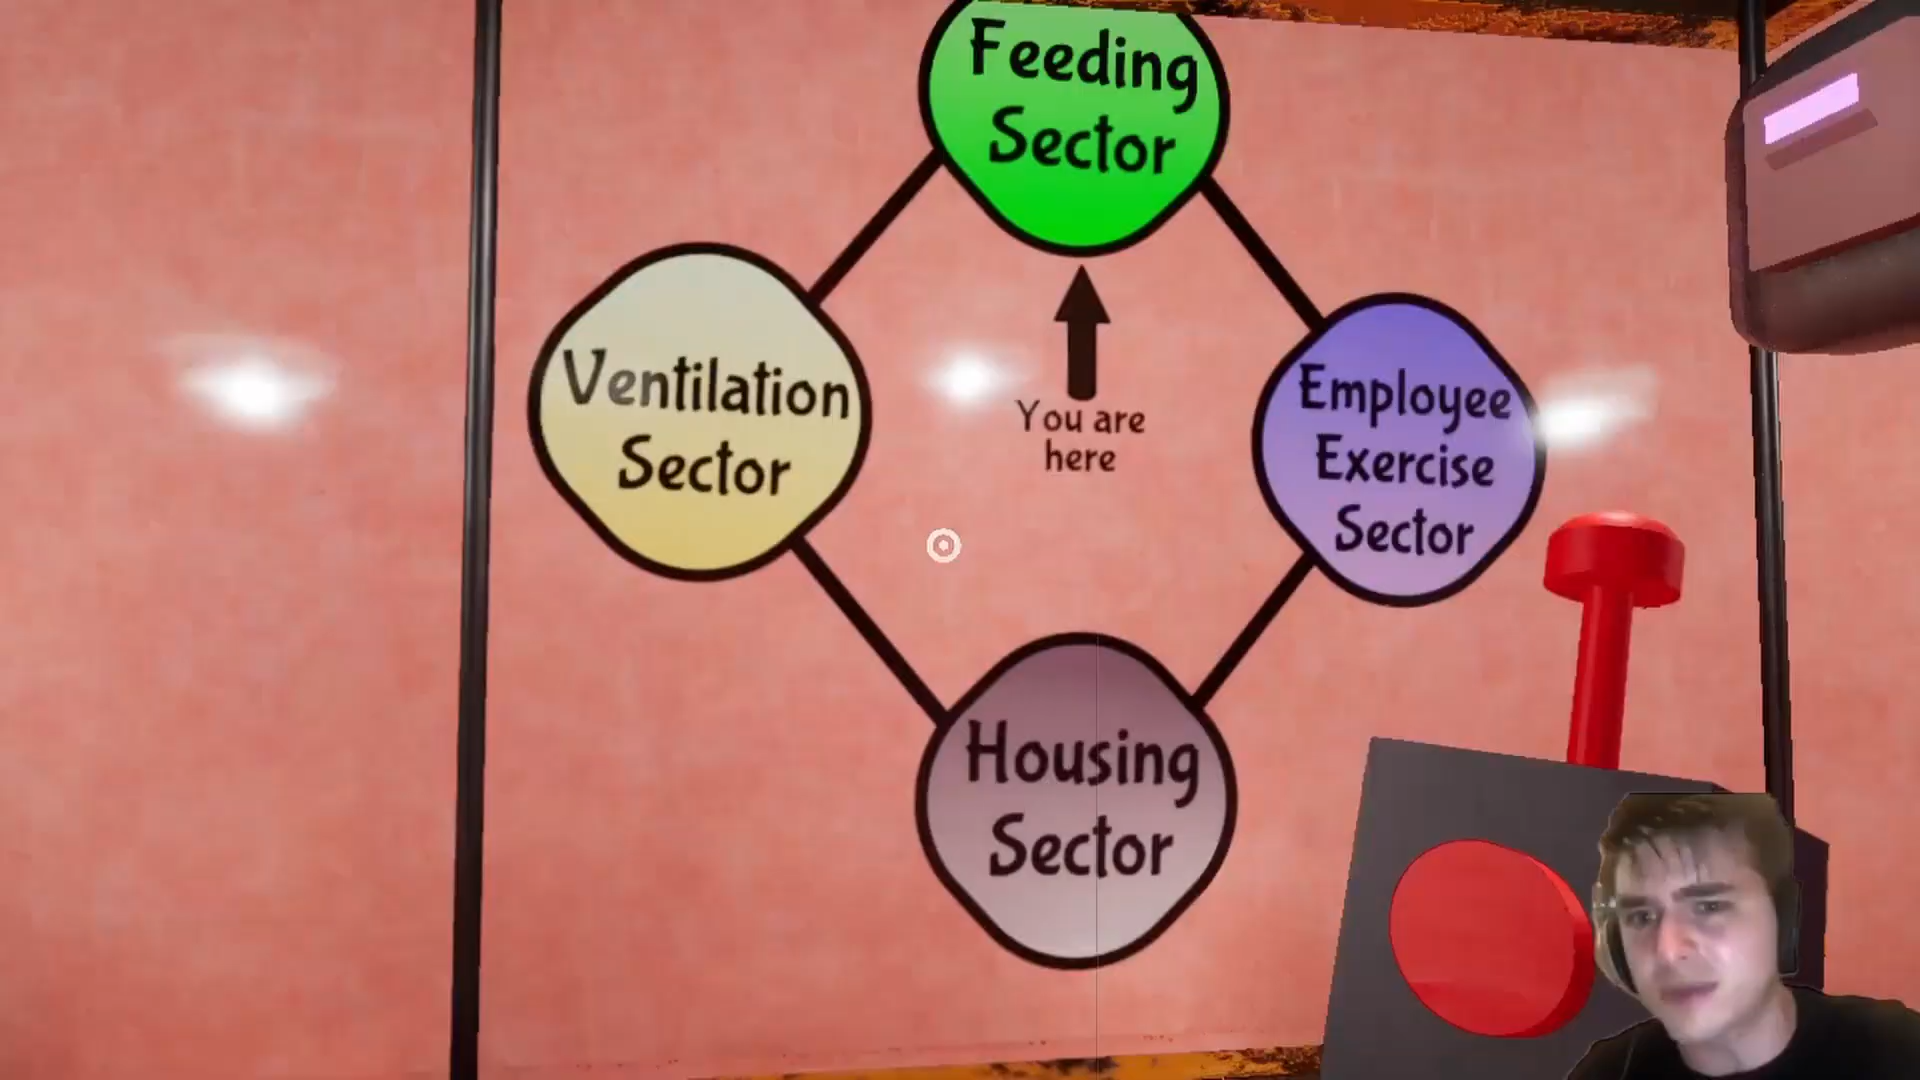 Feeding
Sector
Ventilation
Sector
You are
here
Employee
Exercise
Sector
Housing
Sector